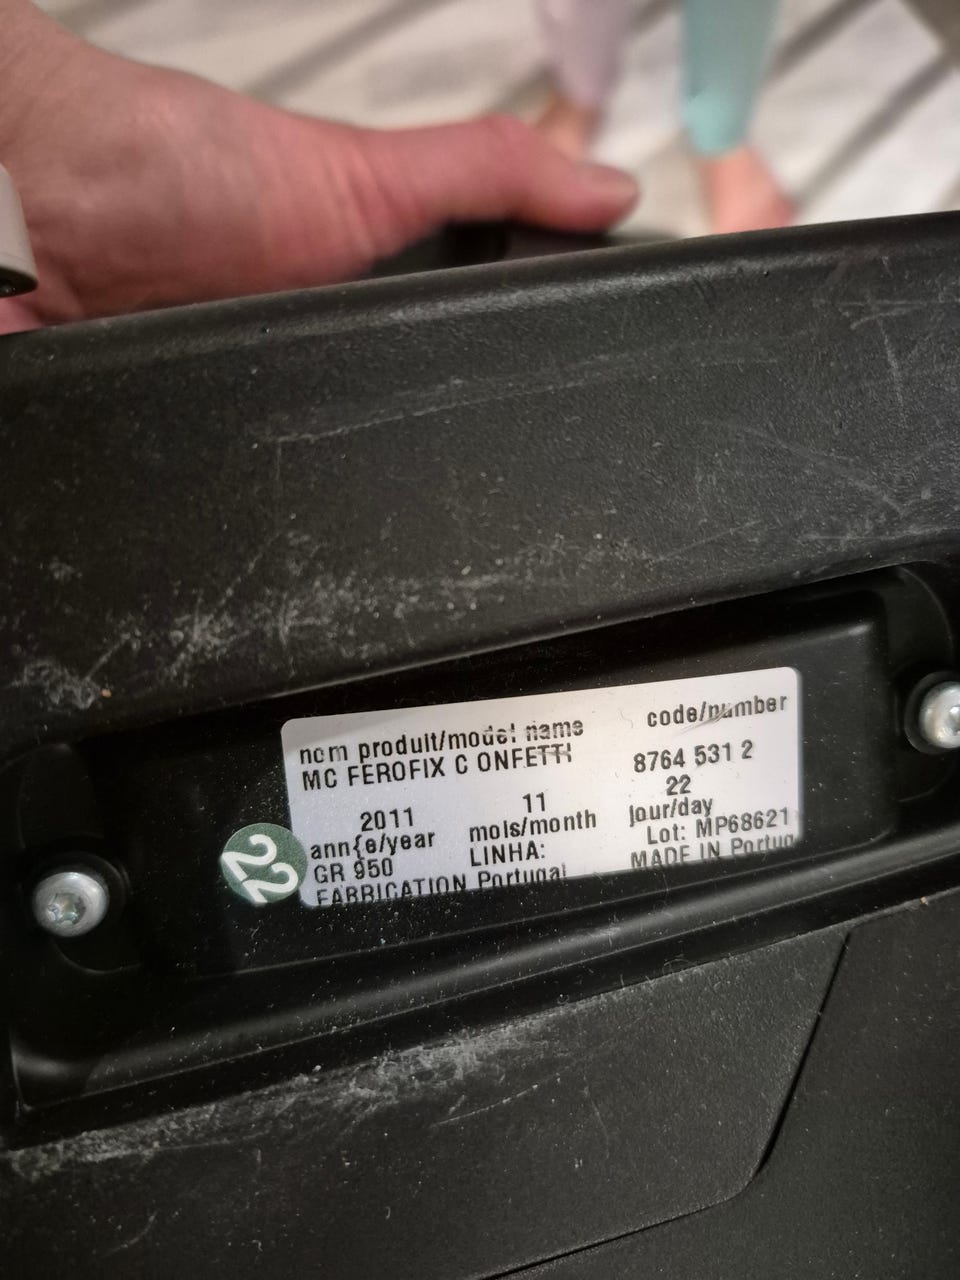 nom produit/model name code/number
MC FEROFIX C ONFETTI 8764 531 2
2011 11 22
ann{e/year mols/month jour/day
GR 950 LINHA: Lot: MP68621
FABRICATION Portugal MADE IN Portug
22